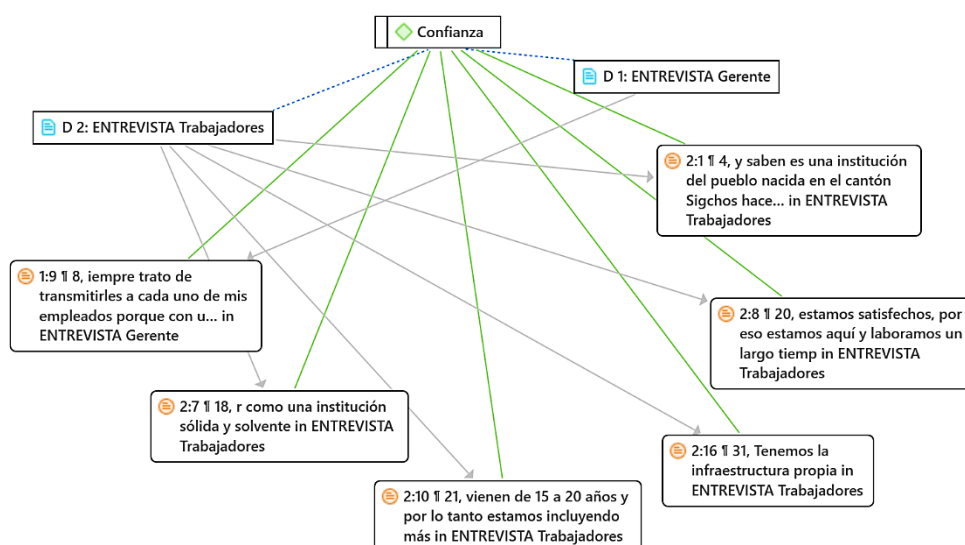 Confianza
D 1: ENTREVISTA Gerente
D 2: ENTREVISTA Trabajadores
2:1 ¶ 4, y saben es una institución
del pueblo nacida en el cantón
Sigchos hace... in ENTREVISTA
Trabajadores
1:9 ¶ 8, iempre trato de
transmitirles a cada uno de mis
empleados porque con u... in
ENTREVISTA Gerente
2:8 ¶ 20, estamos satisfechos, por
eso estamos aquí y laboramos un
largo tiemp in ENTREVISTA
Trabajadores
2:7 ¶ 18, r como una institución
sólida y solvente in ENTREVISTA
Trabajadores
2:16 ¶ 31, Tenemos la
infraestructura propia in
ENTREVISTA Trabajadores
2:10 ¶ 21, vienen de 15 a 20 años y
por lo tanto estamos incluyendo
más in ENTREVISTA Trabajadores